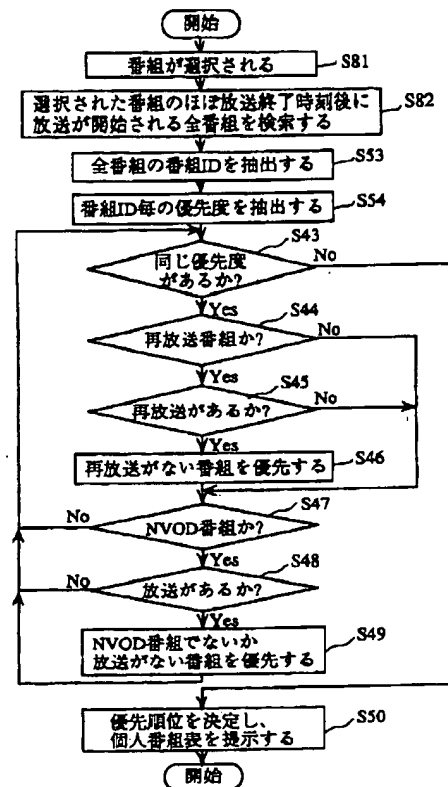 開始
番組が選択される
S81
選択された番組のほぼ放送終了時刻後に
放送が開始される全番組を検索する
S82
全番組の番組IDを抽出する
S53
番組ID毎の優先度を抽出する
S54
S43
同じ優先度
があるか?
No
Yes
S44
再放送番組か?
No
Yes
S45
再放送があるか?
No
Yes
再放送がない番組を優先する
S46
S47
No
NVOD番組か?
Yes
S48
No
放送があるか?
Yes
NVOD番組でないか
放送がない番組を優先する
S49
優先順位を決定し、
個人番組表を提示する
S50
開始